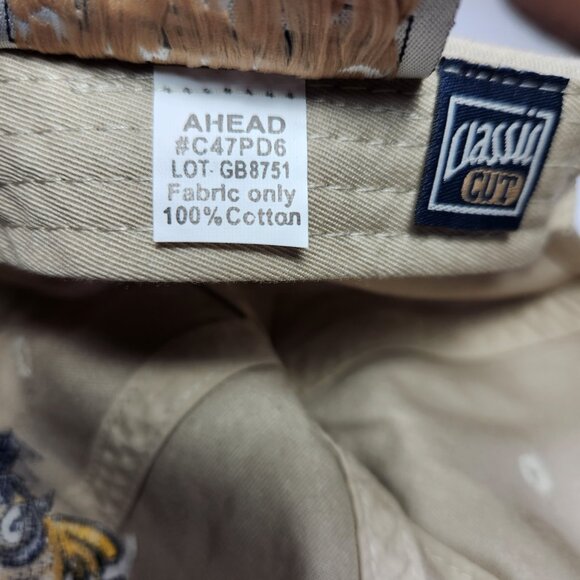 AHEAD
#C47PD6
LOT- GB8751
Fabric only
100% Cotton
Classic
CUT